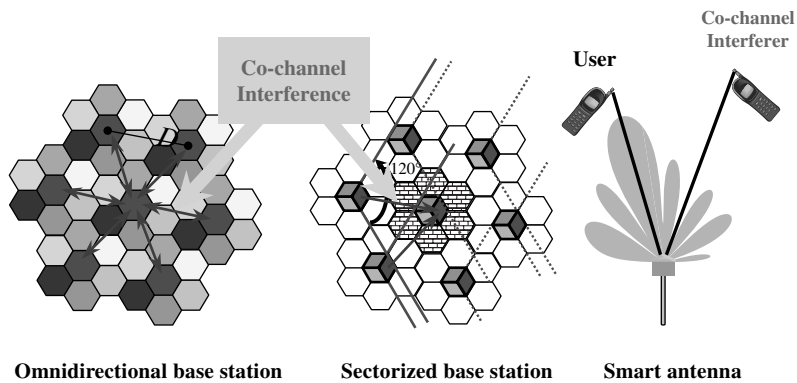 Co-channel
Interference
User
Co-channel
Interferer
D
120°
Omnidirectional base station
Sectorized base station
Smart antenna